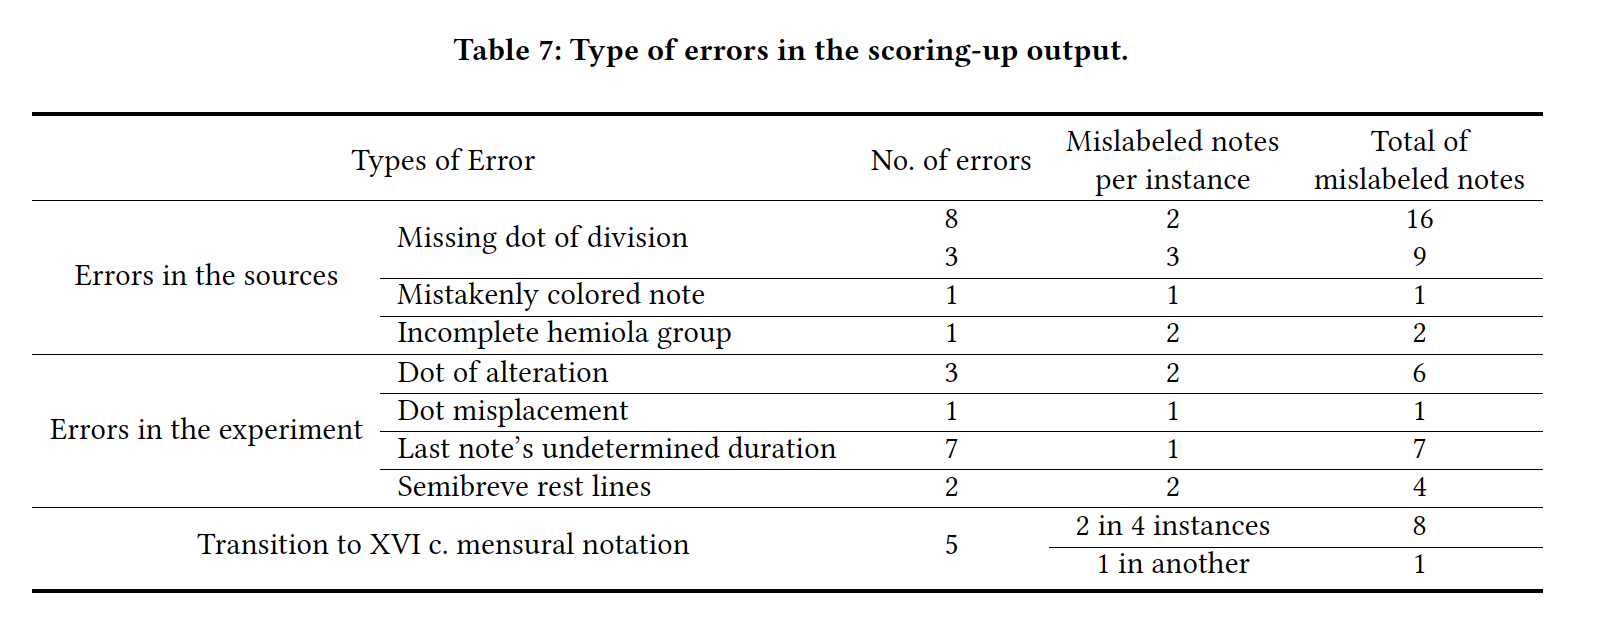 Table 7: Type of errors in the scoring-up output.
Types of Error No. of errors Mislabeled notes per instance Total of mislabeled notes
Errors in the sources Missing dot of division 8 2 16
3 3 9
Mistakenly colored note 1 1 1
Incomplete hemiola group 1 2 2
Errors in the experiment Dot of alteration 3 2 6
Dot misplacement 1 1 1
Last note’s undetermined duration 7 1 7
Semibreve rest lines 2 2 4
Transition to XVI c. mensural notation 5 2 in 4 instances 8
1 in another 1